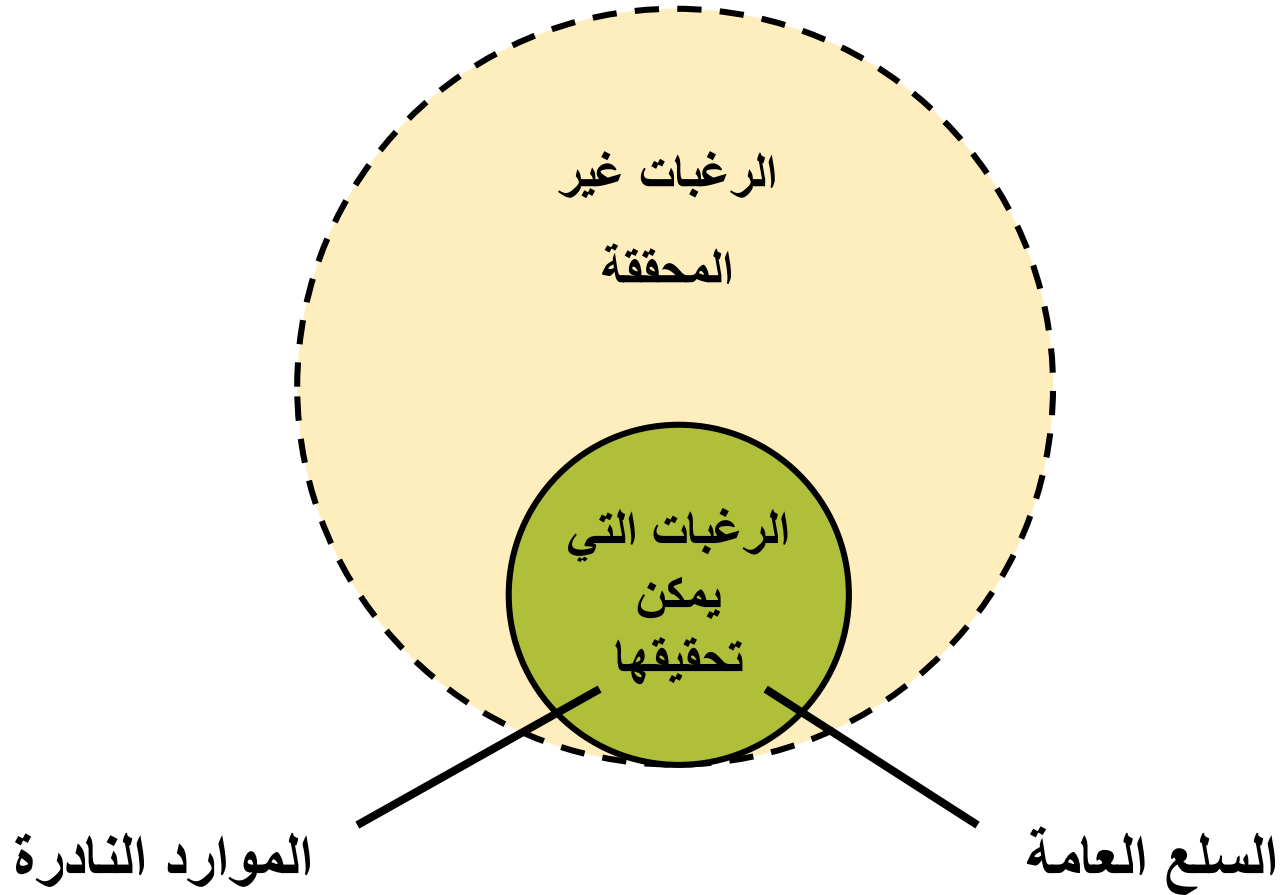 الرغبات غير
المحققة
الرغبات التي
يمكن
تحقيقها
السلع العامة
الموارد النادرة